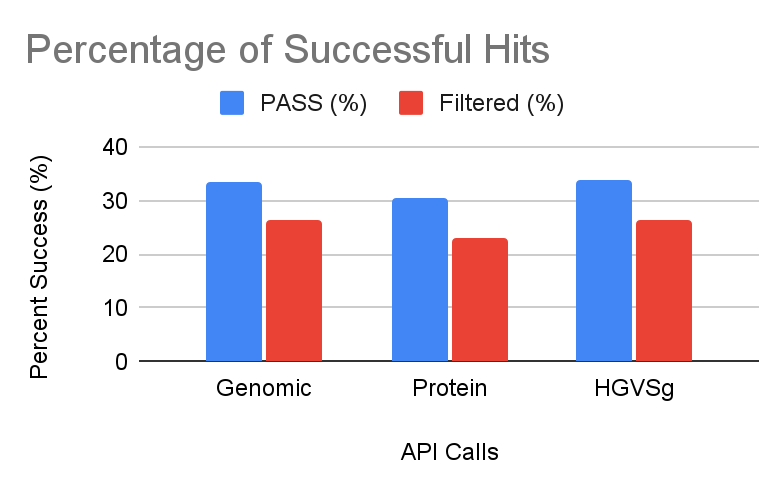 Percentage of Successful Hits
PASS (%) Filtered (%)
Percent Success (%)
40
30
20
10
0
Genomic Protein HGVSg
API Calls